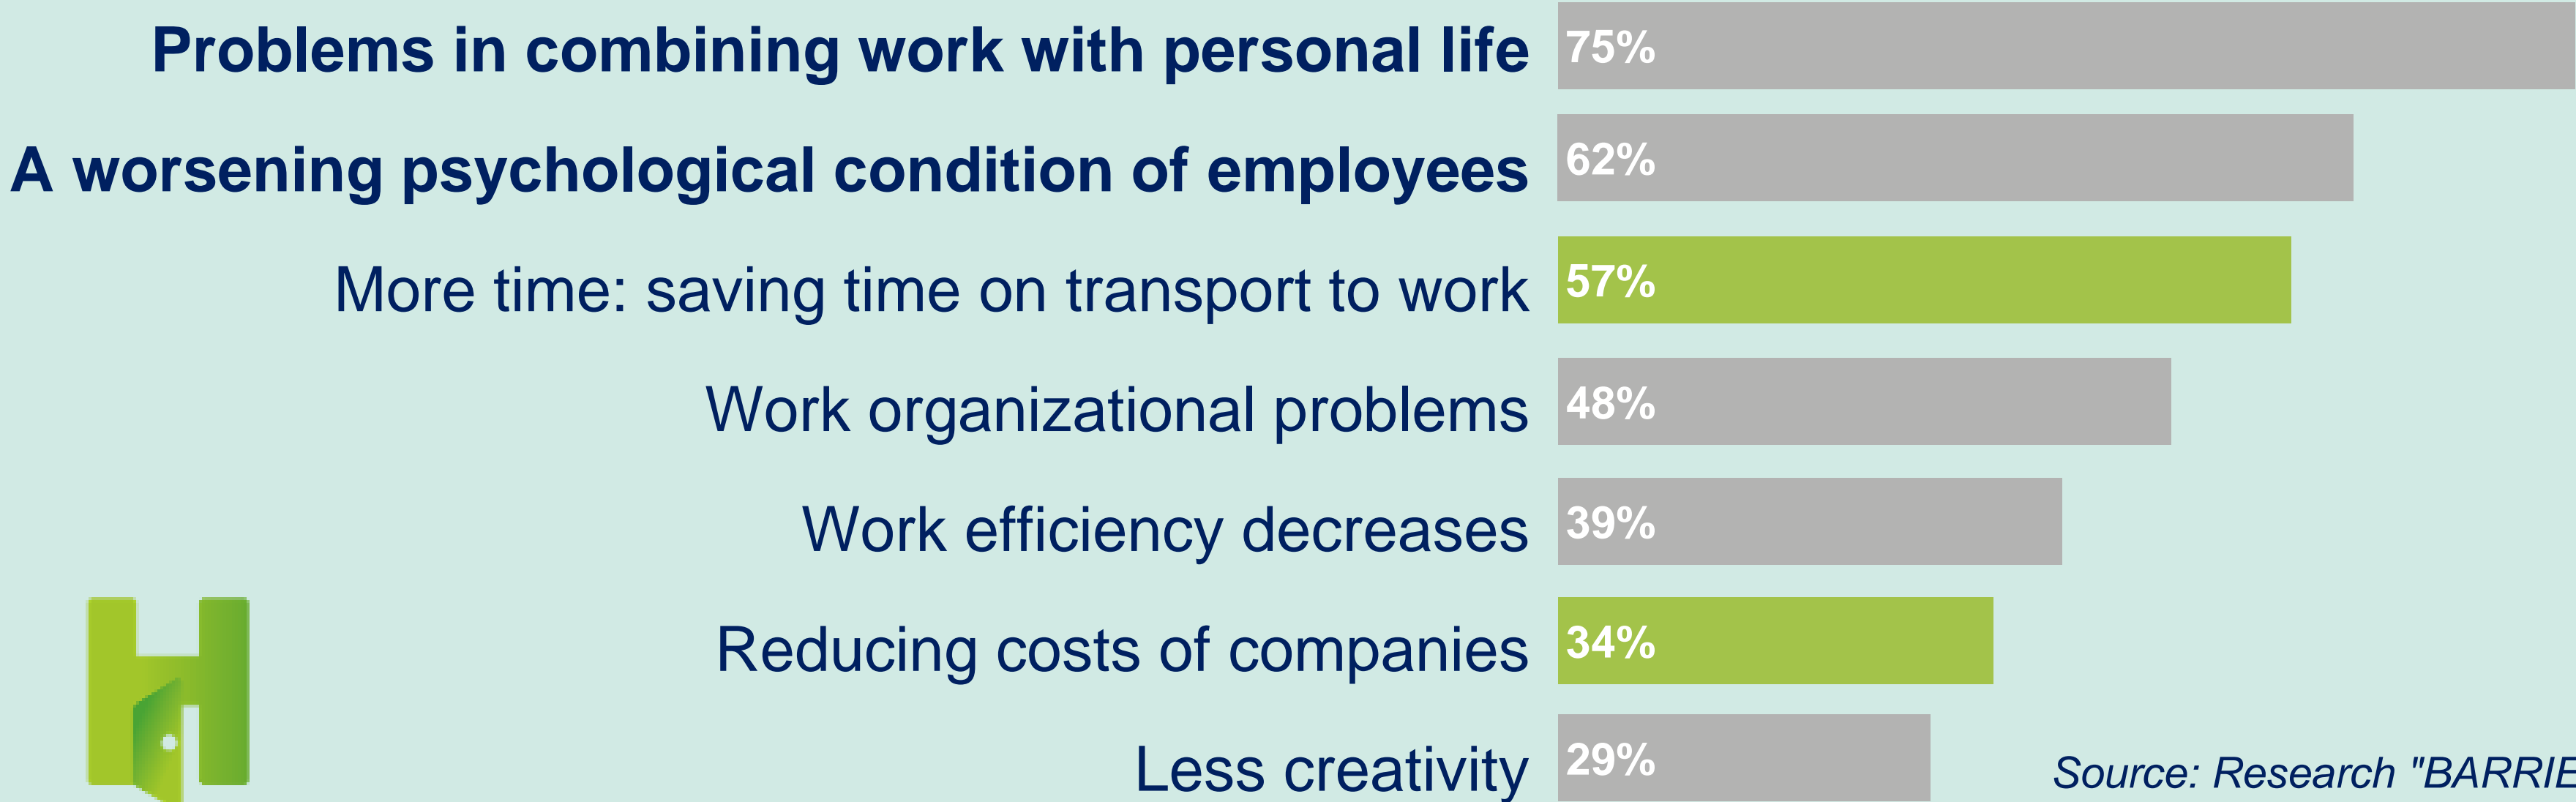 Problems in combining work with personal life 75%
A worsening psychological condition of employees 62%
More time: saving time on transport to work 57%
Work organizational problems 48%
Work efficiency decreases 39%
Reducing costs of companies 34%
Less creativity 29%
Source: Research "BARRIE